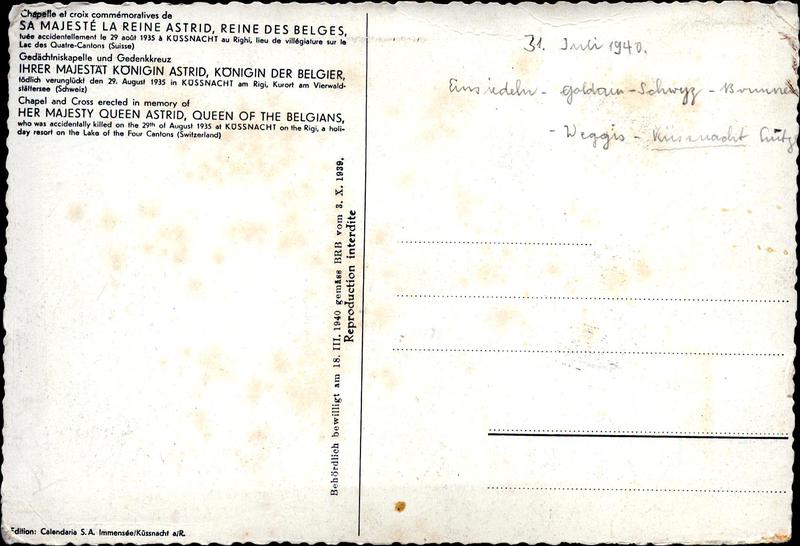 Chapelle et croix commémoratives de
SA MAJESTÉ LA REINE ASTRID, REINE DES BELGES,
tuée accidentellement le 29 août 1935 à KÜSSNACHT au Righi, lieu de villégiature sur le
Lac des Quatre-Cantons (Suisse)
Gedächtniskapelle und Gedenkkreuz
IHRER MAJESTÄT KÖNIGIN ASTRID, KÖNIGIN DER BELGIER,
tödlich verunglückt den 29. August 1935 in KÜSSNACHT am Rigi, Kurort am Vierwald-
stättersee (Schweiz)
Chapel and Cross erected in memory of
HER MAJESTY QUEEN ASTRID, QUEEN OF THE BELGIANS,
who was accidentally killed on the 29th of August 1935 at KÜSSNACHT on the Rigi, a holi-
day resort on the Lake of the Four Cantons (Switzerland)
Behördlich bewilligt am 18. III. 1940 gemäss BRB vom 3. X. 1939.
Reproduction interdite
Edition: Calendaria S.A. Immensée/Küssnacht a/R.
31. Juli 1940.
Einsiedeln - Goldau - Schwyz - Brunnen
- Weggis - Küssnacht